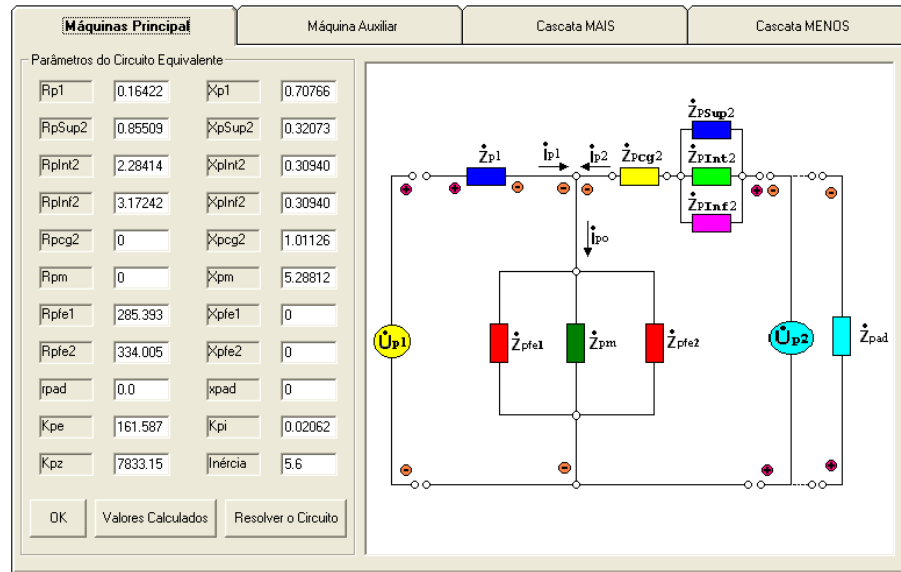 Máquinas Principal Máquina Auxiliar Cascata MAIS Cascata MENOS
Parâmetros do Circuito Equivalente
Rp1 0.16422 Xp1 0.70766
RpSup2 0.85509 XpSup2 0.32073
RpInt2 2.28414 XpInt2 0.30940
RpInf2 3.17242 XpInf2 0.30940
Rpcg2 0 Xpcg2 1.01126
Rpm 0 Xpm 5.28812
Rpfe1 285.393 Xpfe1 0
Rpfe2 334.005 Xpfe2 0
rpad 0.0 xpad 0
Kpe 161.587 Kpi 0.02062
Kpz 7833.15 Inércia 5.6
OK Valores Calculados Resolver o Circuito
ŻPSup2
Żp1 İp1 İp2 ŻPcg2 ŻPInt2
ŻPInf2
İpo
U̇p1 Żpfe1 Żpm Żpfe2 U̇p2 Żpad